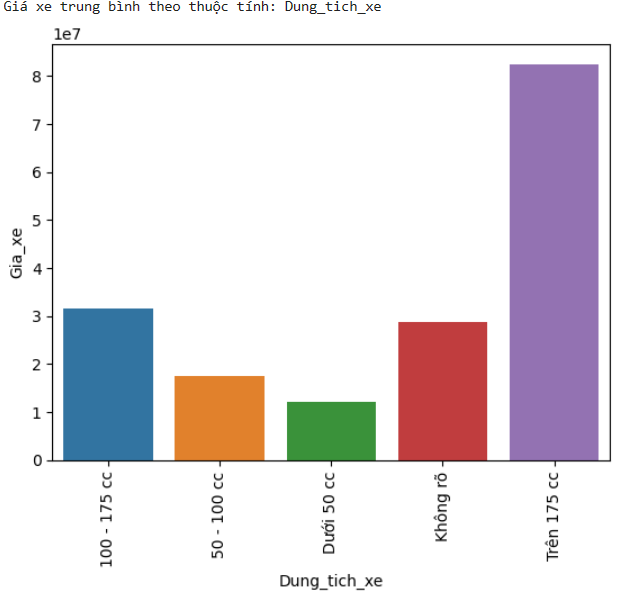 Giá xe trung bình theo thuộc tính: Dung_tich_xe
1e7
8
7
6
5
4
3
2
1
0
Gia_xe
100 - 175 cc
50 - 100 cc
Dưới 50 cc
Không rõ
Trên 175 cc
Dung_tich_xe